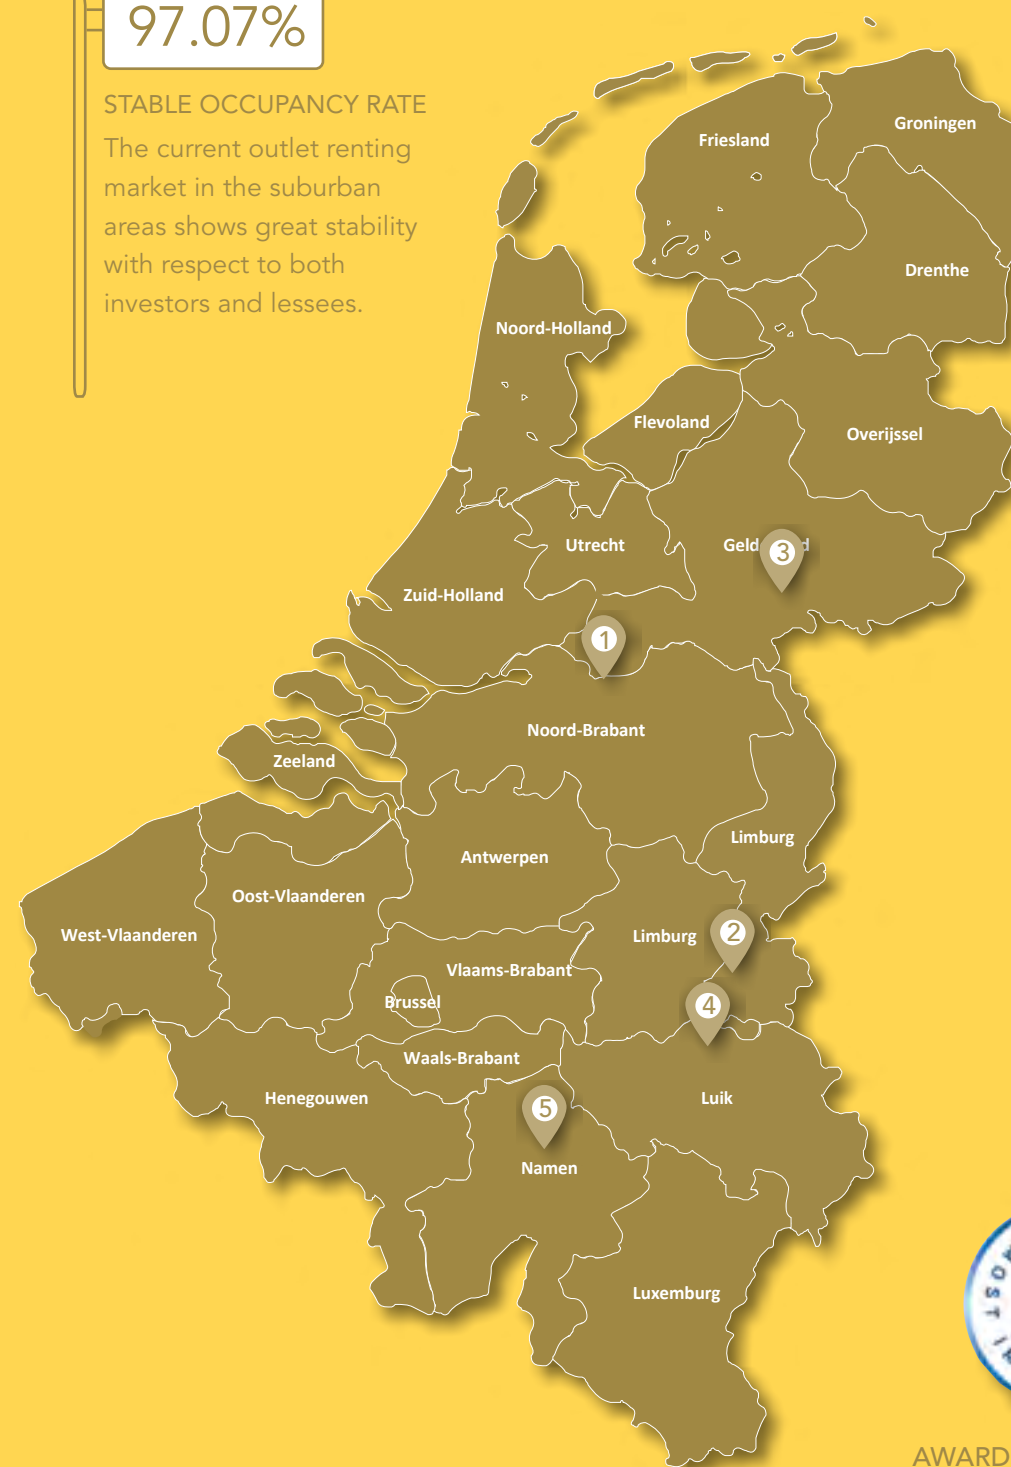 97.07%
STABLE OCCUPANCY RATE
The current outlet renting
market in the suburban
areas shows great stability
with respect to both
investors and lessees.
Groningen
Friesland
Drenthe
Noord-Holland
Flevoland
Overijssel
Utrecht
3
Zuid-Holland
1
Noord-Brabant
Zeeland
Limburg
Antwerpen
Oost-Vlaanderen
West-Vlaanderen
Limburg
2
Vlaams-Brabant
Brussel
4
Waals-Brabant
Henegouwen
Luik
5
Namen
Luxemburg
OST
AWARD